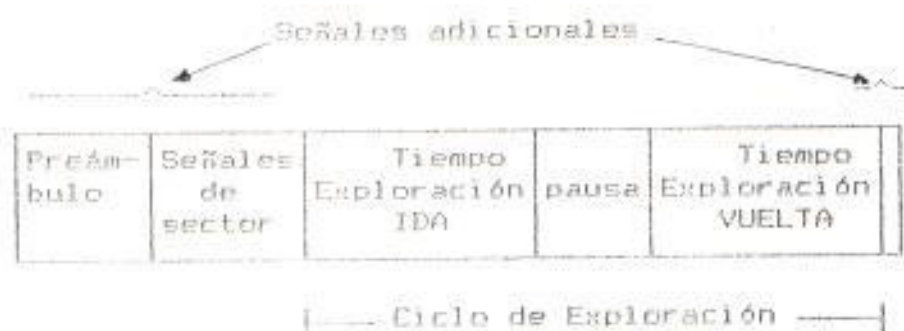 Señales adicionales
Preám-
bulo
Señales
de
sector
Tiempo
Exploración
IDA
pausa
Tiempo
Exploración
VUELTA
Ciclo de Exploración